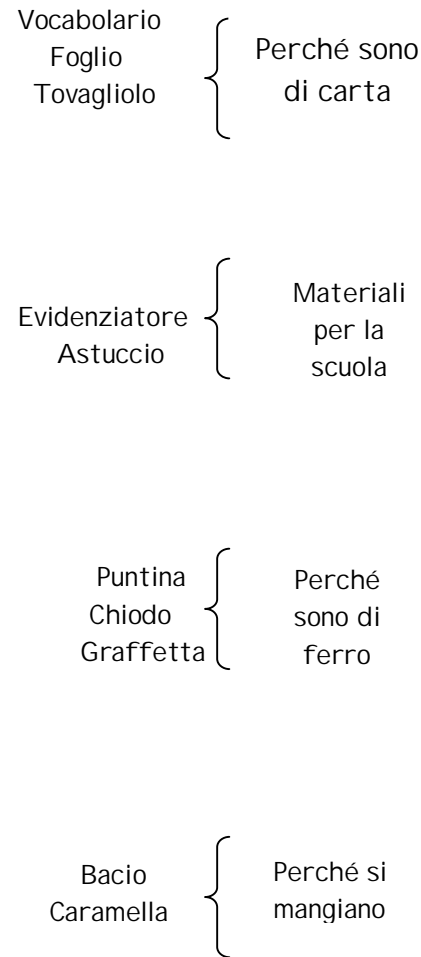 Vocabolario
Foglio
Tovagliolo
Perché sono
di carta
Evidenziatore
Astuccio
Materiali
per la
scuola
Puntina
Chiodo
Graffetta
Perché
sono di
ferro
Bacio
Caramella
Perché si
mangiano